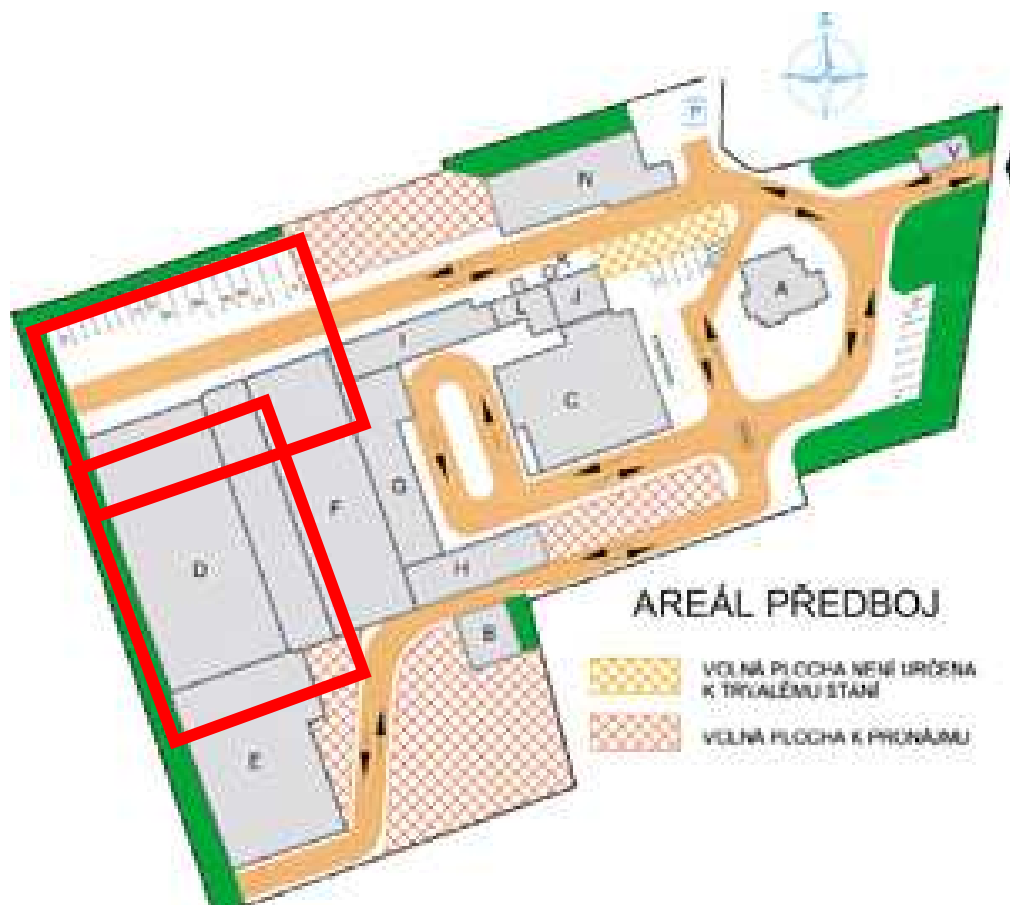 N
V
A
I
L
J
C
F
G
D
H
B
E
AREÁL PŘEDBOJ
VOLNÁ PLOCHA NENÍ URČENA
K TRVALÉMU STÁNÍ
VOLNÁ PLOCHA K PRONÁJMU